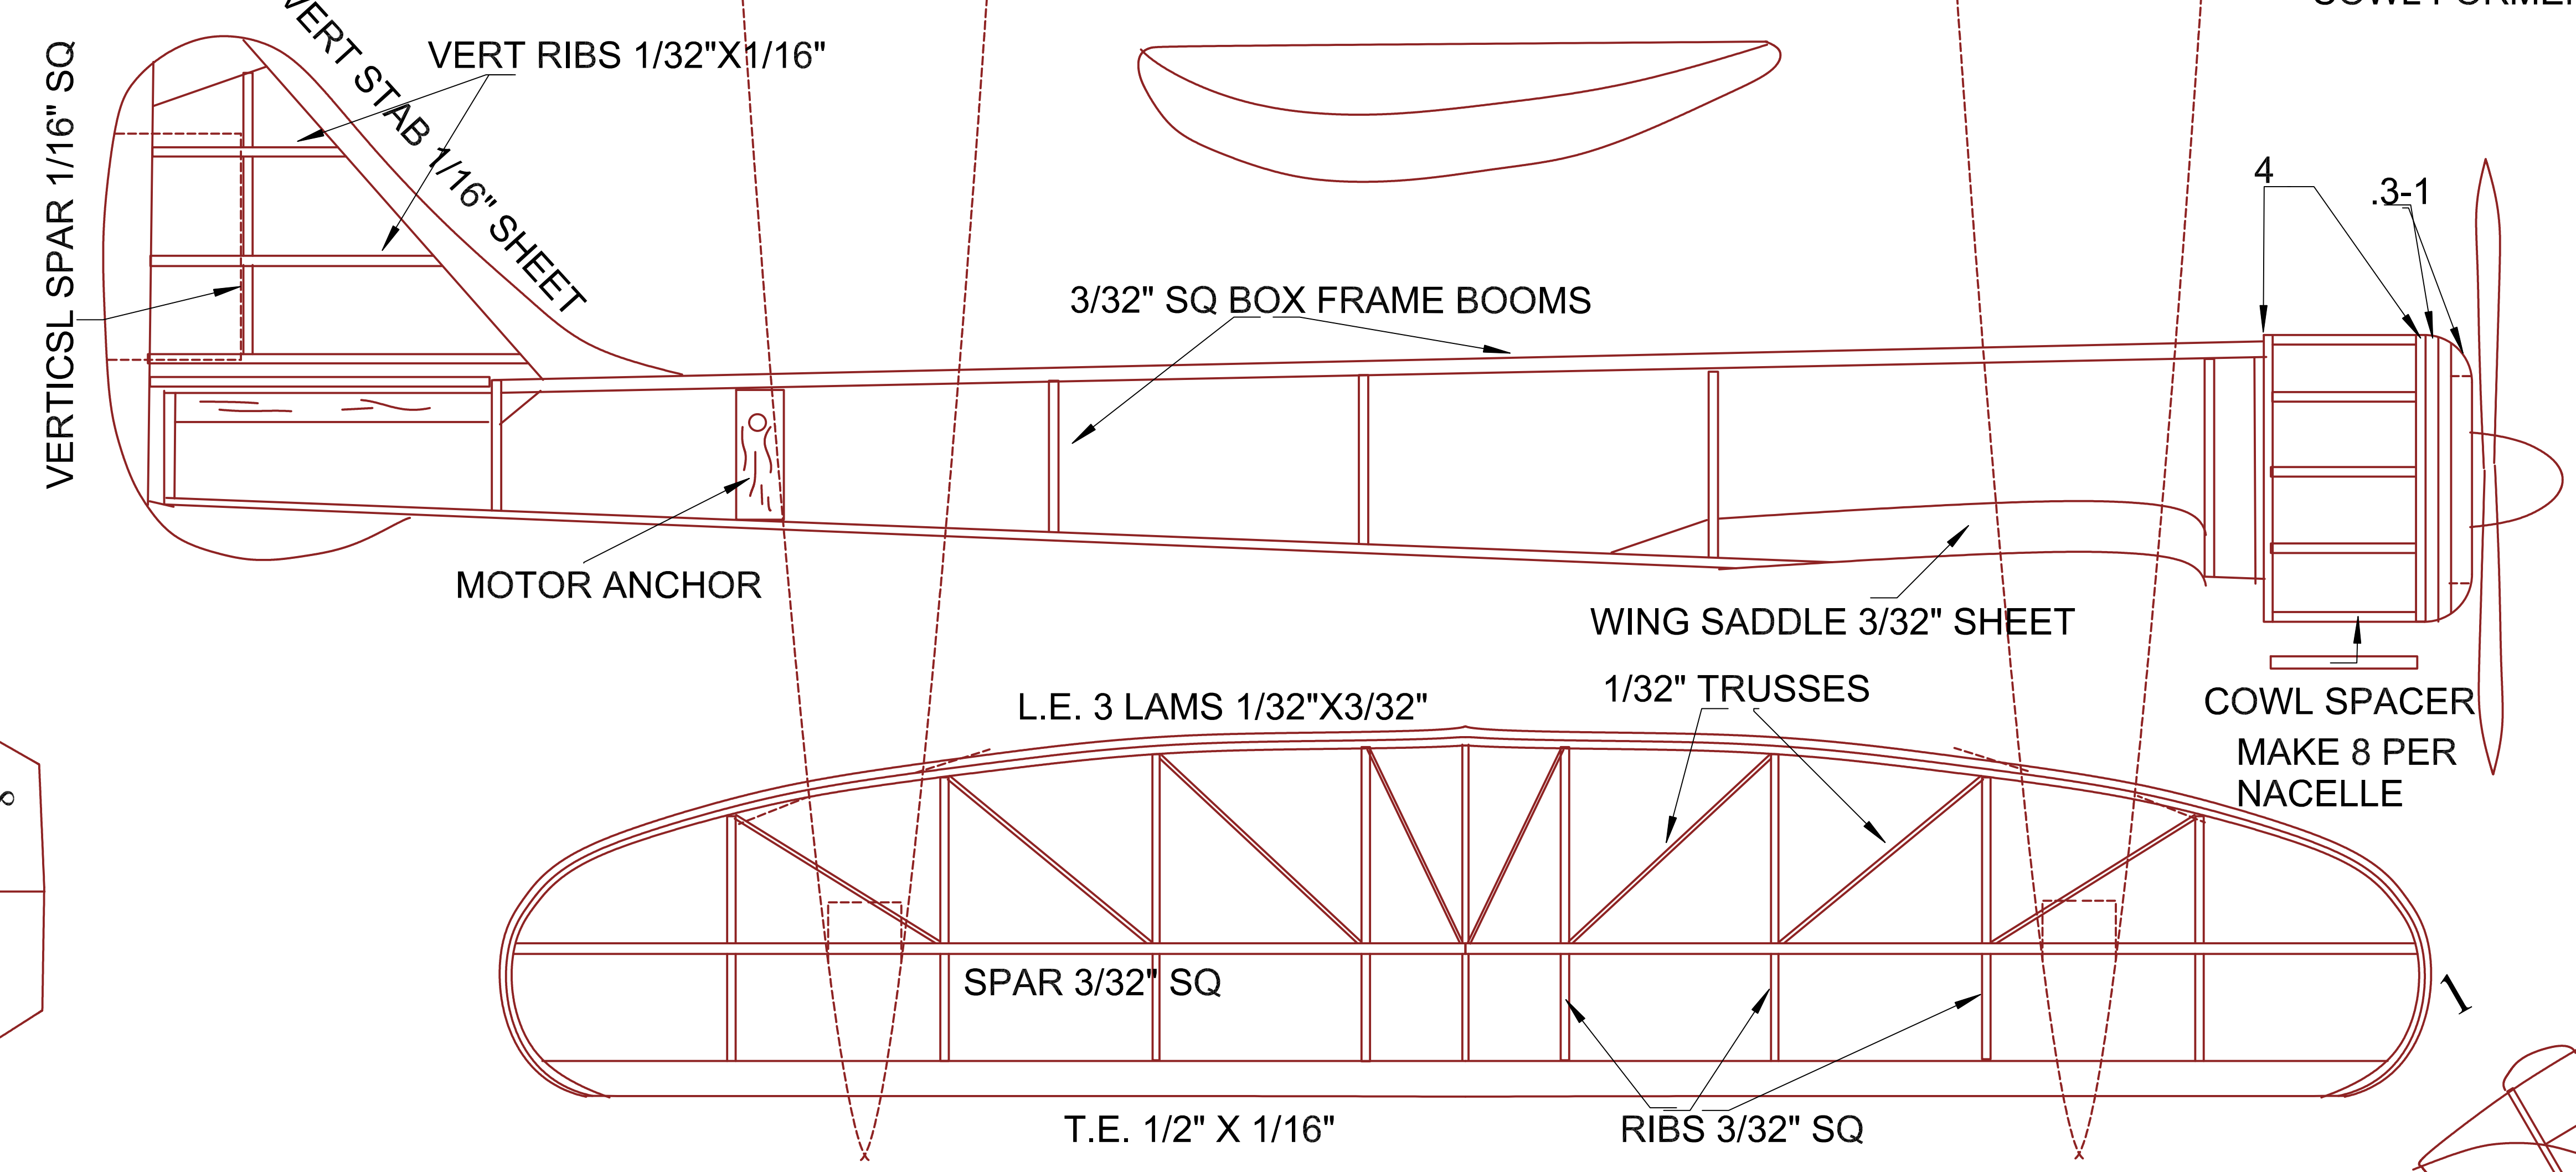 COWL FORMER
VERT STAB 1/16" SHEET
VERT RIBS 1/32"X1/16"
VERTICSL SPAR 1/16" SQ
4
.3-1
3/32" SQ BOX FRAME BOOMS
MOTOR ANCHOR
WING SADDLE 3/32" SHEET
L.E. 3 LAMS 1/32"X3/32"
1/32" TRUSSES
COWL SPACER
MAKE 8 PER
NACELLE
8
SPAR 3/32" SQ
1
T.E. 1/2" X 1/16"
RIBS 3/32" SQ